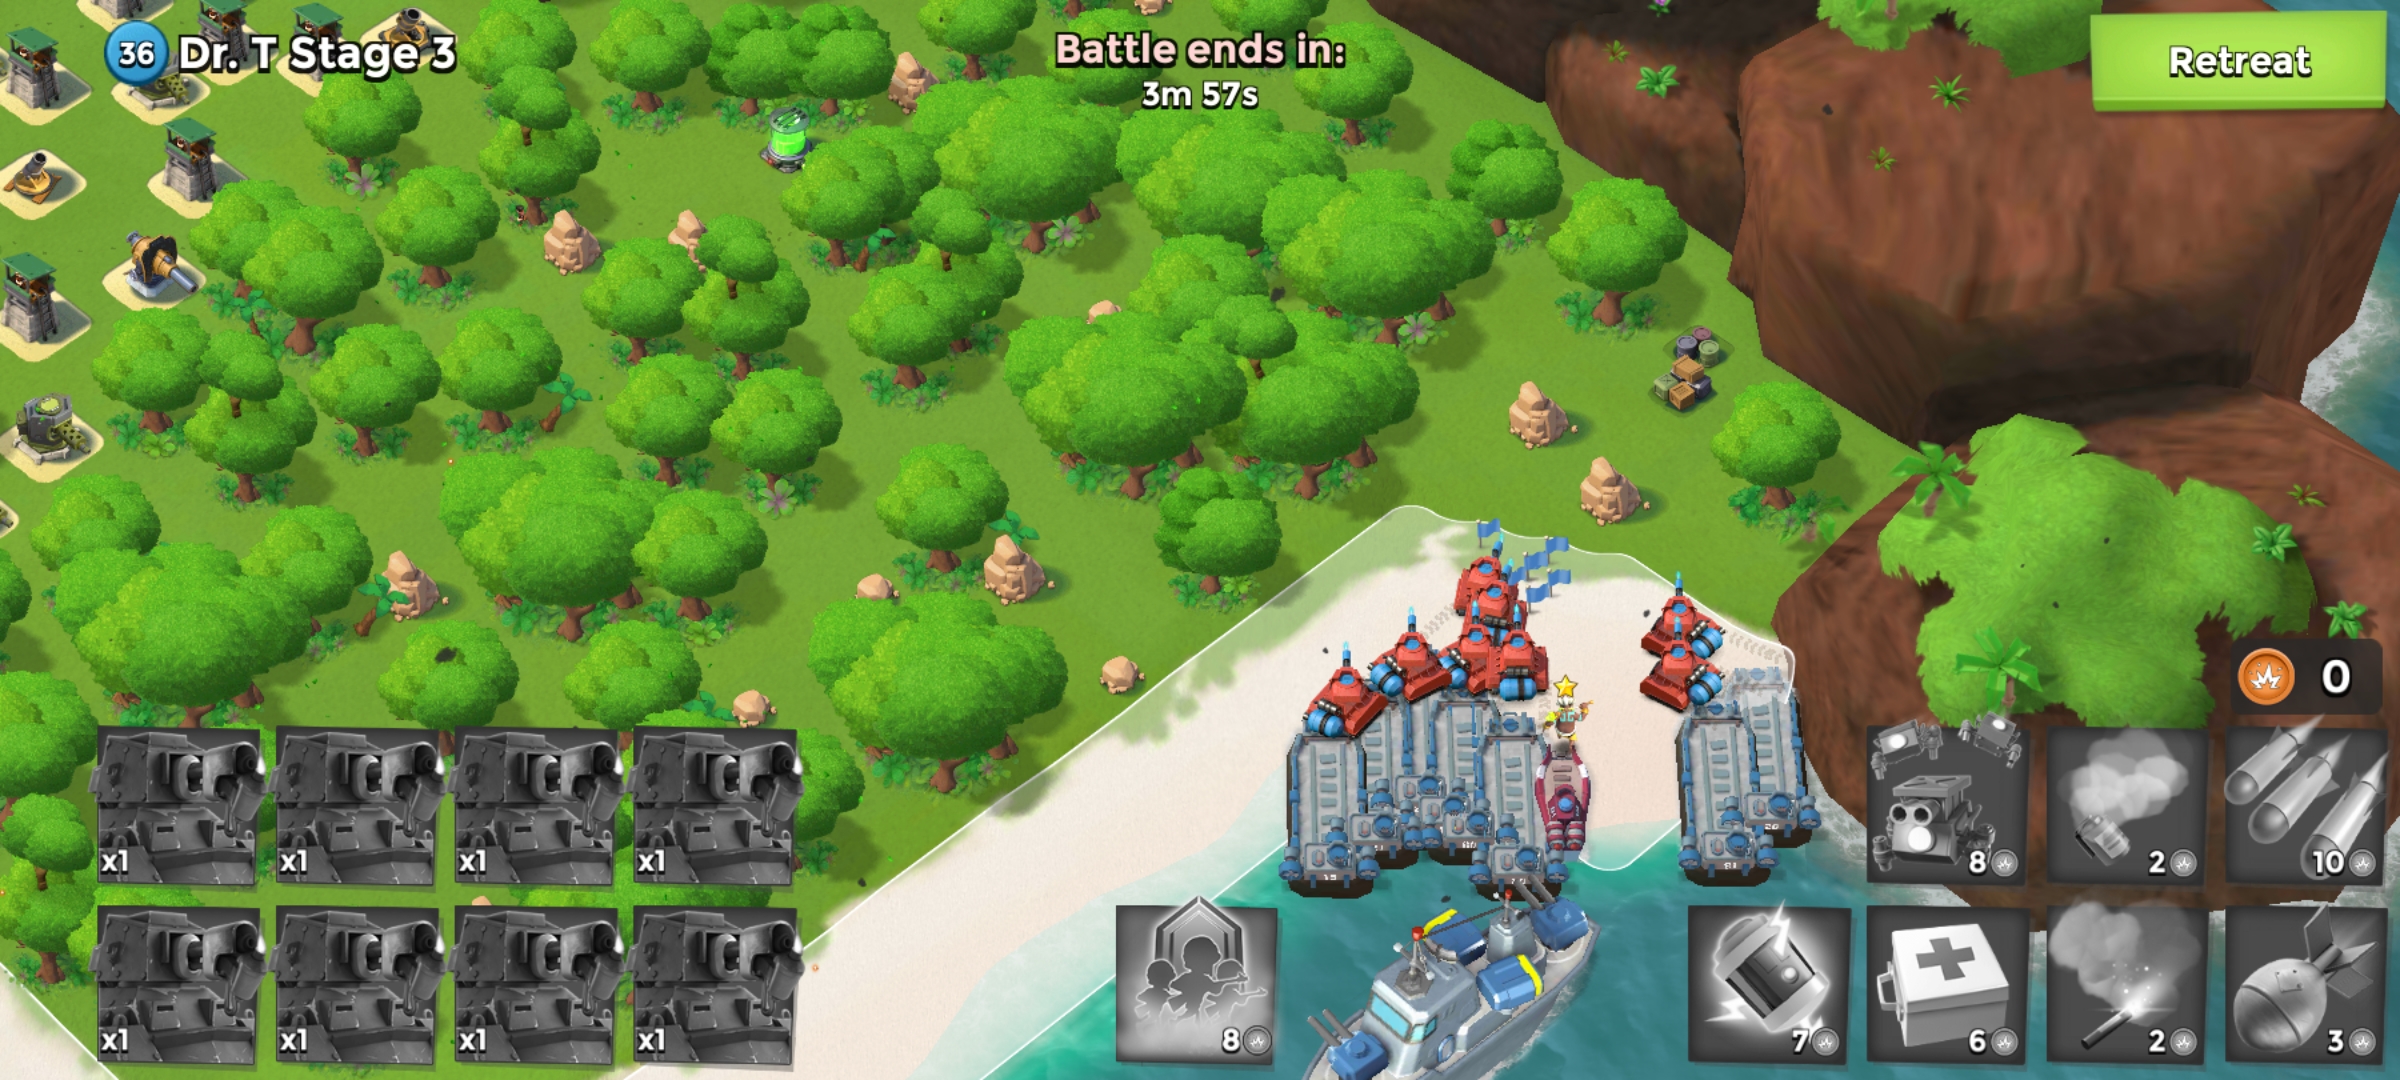 36 Dr. T Stage 3
Battle ends in:
3m 57s
Retreat
0
x1 x1 x1 x1
8 2 10
x1 x1 x1 x1
8 7 6 2 3